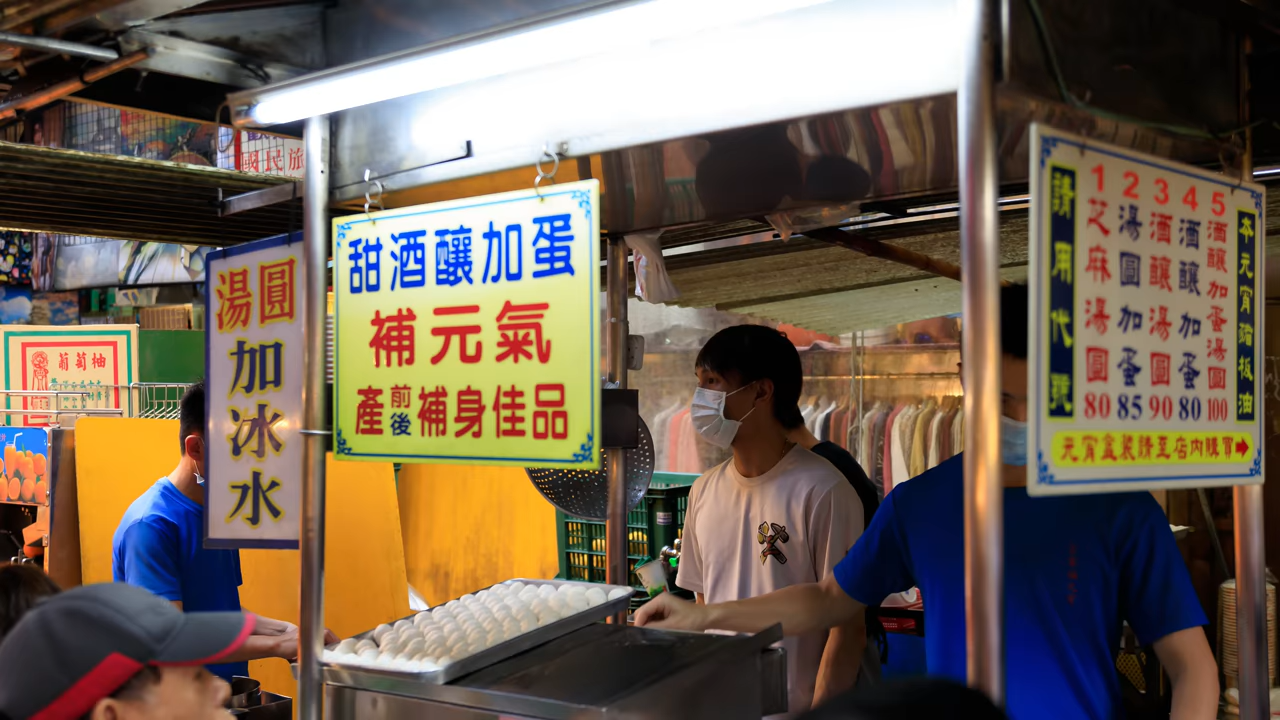 國民旅
葡萄柚
湯圓
加
冰
水
甜酒釀加蛋
補元氣
產前後補身佳品
請用代號
1 芝麻湯圓 80
2 湯圓加蛋 85
3 酒釀湯圓 90
4 酒釀加蛋 80
5 酒釀加蛋湯圓 100
本元宵豬板油
元宵盒裝請至店內購買